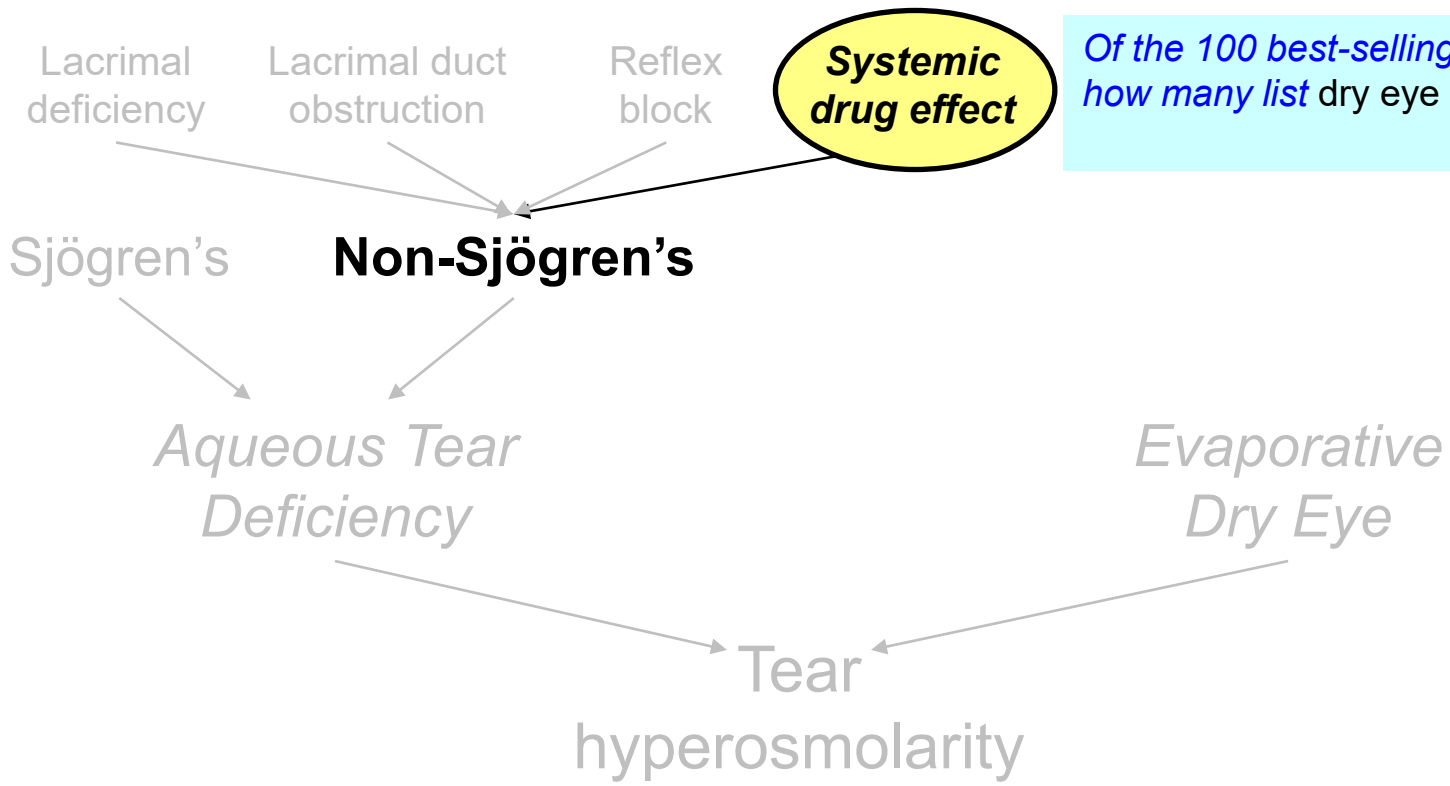 Lacrimal
deficiency
Lacrimal duct
obstruction
Reflex
block
Systemic
drug effect
Of the 100 best-selling
how many list dry eye
Sjögren's
Non-Sjögren's
Aqueous Tear
Deficiency
Evaporative
Dry Eye
Tear
hyperosmolarity